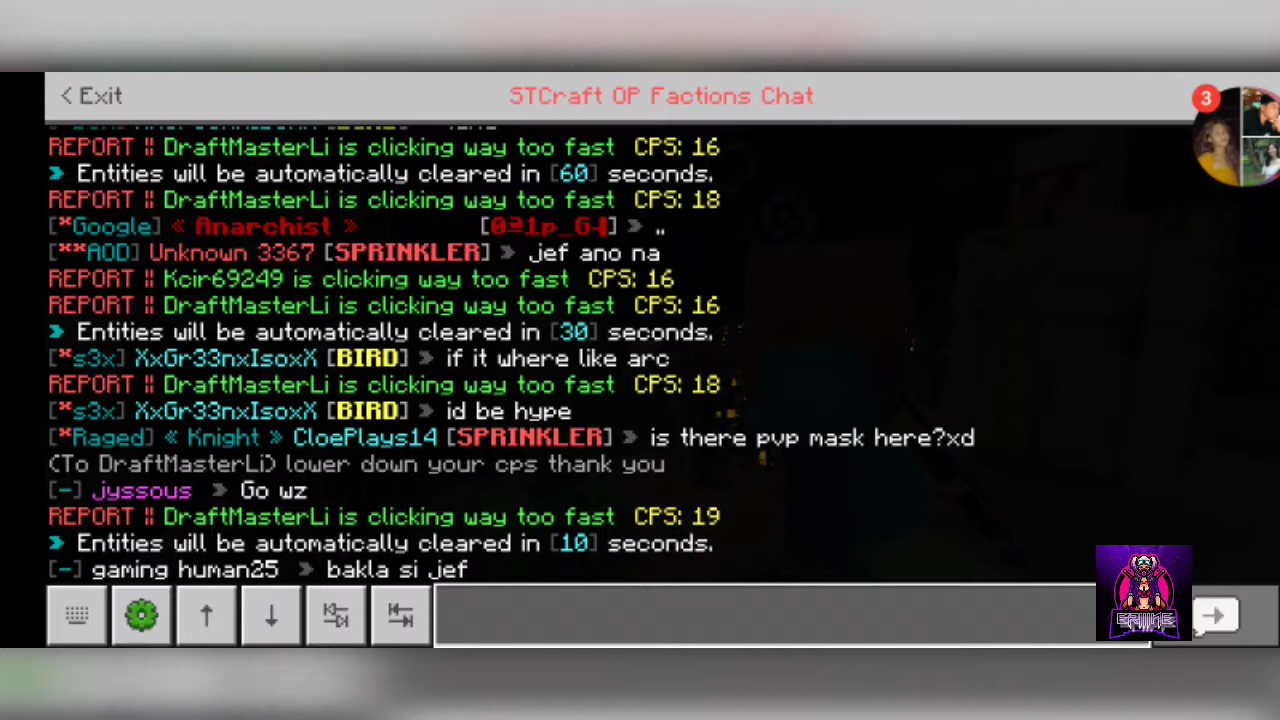 < Exit
STCraft OP Factions Chat
3
REPORT !! DraftMasterLi is clicking way too fast CPS: 16
Entities will be automatically cleared in [60] seconds.
REPORT !! DraftMasterLi is clicking way too fast CPS: 18
[*Google] « Anarchist » ..
[**AOD] Unknown 3367 [SPRINKLER] » jef ano na
REPORT !! Kcir69249 is clicking way too fast CPS: 16
REPORT !! DraftMasterLi is clicking way too fast CPS: 16
Entities will be automatically cleared in [30] seconds.
[*s3x] XxGr33nxIsoxX [BIRD] » if it where like arc
REPORT !! DraftMasterLi is clicking way too fast CPS: 18
[*s3x] XxGr33nxIsoxX [BIRD] » id be hype
[*Raged] « Knight » CloePlays14 [SPRINKLER] » is there pvp mask here?xd
(To DraftMasterLi) lower down your cps thank you
[-] jyssous » Go wz
REPORT !! DraftMasterLi is clicking way too fast CPS: 19
Entities will be automatically cleared in [10] seconds.
[-] gaming human25 » bakla si jef